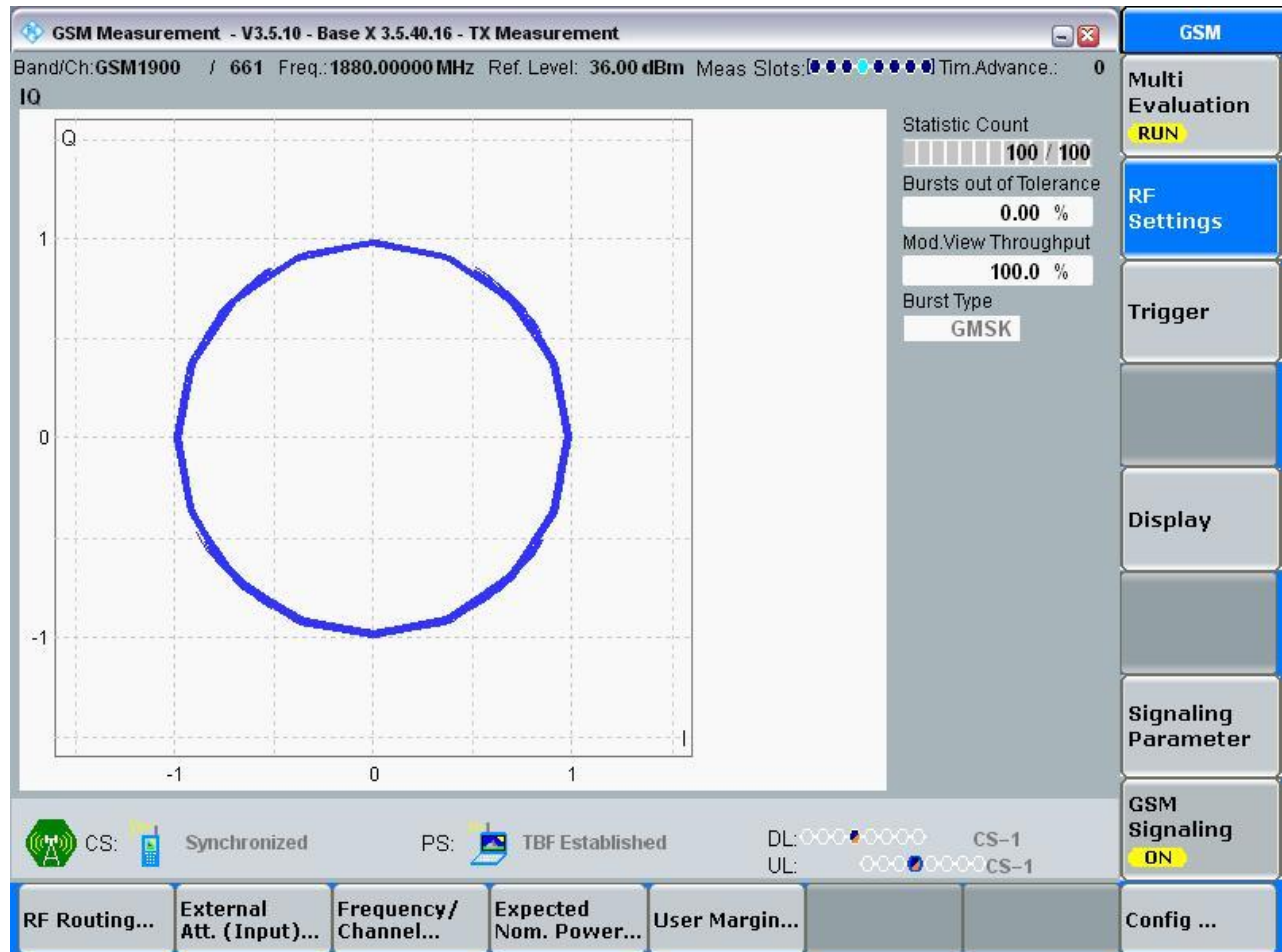 GSM Measurement - V3.5.10 - Base X 3.5.40.16 - TX Measurement
GSM
Band/Ch:GSM1900 / 661 Freq.:1880.00000 MHz Ref. Level: 36.00 dBm Meas Slots: Tim.Advance.: 0
IQ
Q
1
0
-1
-1 0 1
I
Statistic Count
100 / 100
Bursts out of Tolerance
0.00 %
Mod.View Throughput
100.0 %
Burst Type
GMSK
Multi
Evaluation
RUN
RF
Settings
Trigger
Display
Signaling
Parameter
GSM
Signaling
ON
CS: Synchronized PS: TBF Established DL: CS-1
UL: CS-1
RF Routing...
External
Att. (Input)...
Frequency/
Channel...
Expected
Nom. Power...
User Margin...
Config ...